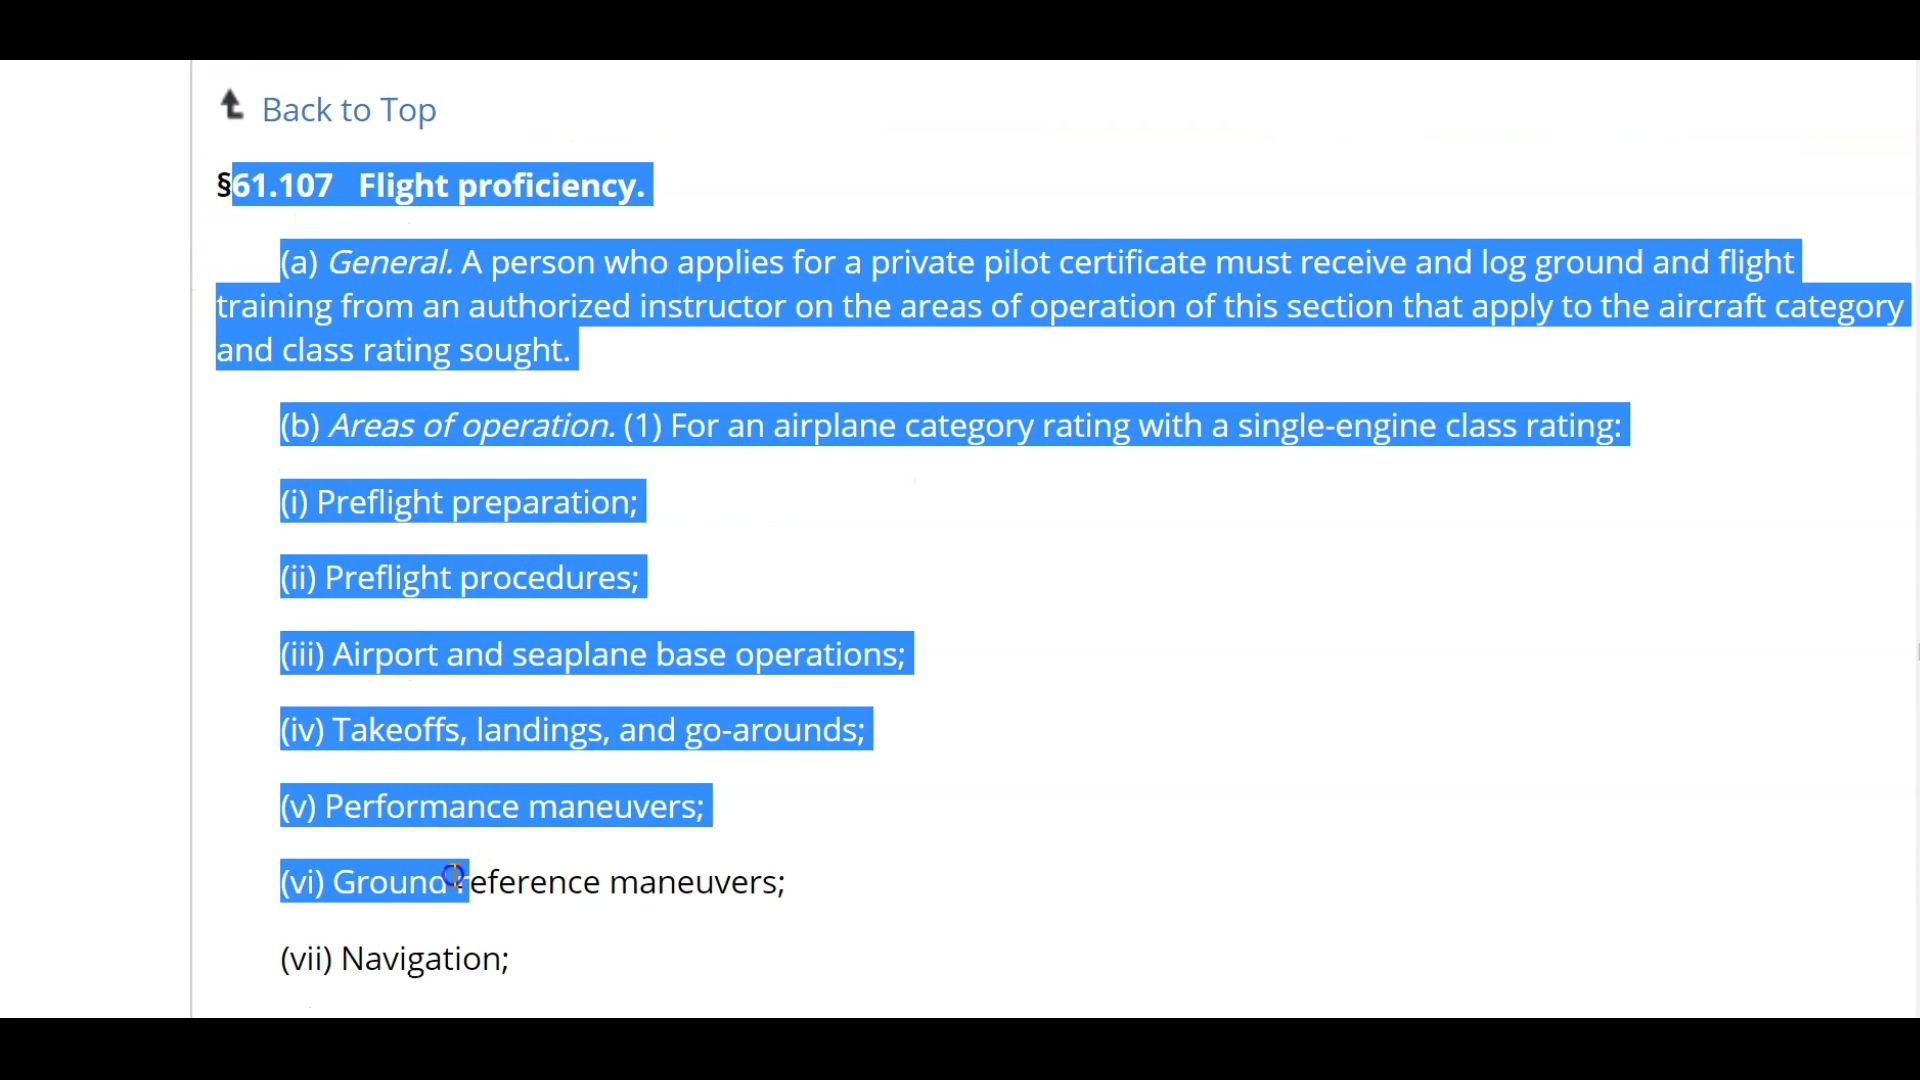 Back to Top
§61.107 Flight proficiency.
(a) General. A person who applies for a private pilot certificate must receive and log ground and flight
training from an authorized instructor on the areas of operation of this section that apply to the aircraft category
and class rating sought.
(b) Areas of operation. (1) For an airplane category rating with a single-engine class rating:
(i) Preflight preparation;
(ii) Preflight procedures;
(iii) Airport and seaplane base operations;
(iv) Takeoffs, landings, and go-arounds;
(v) Performance maneuvers;
(vi) Ground reference maneuvers;
(vii) Navigation;